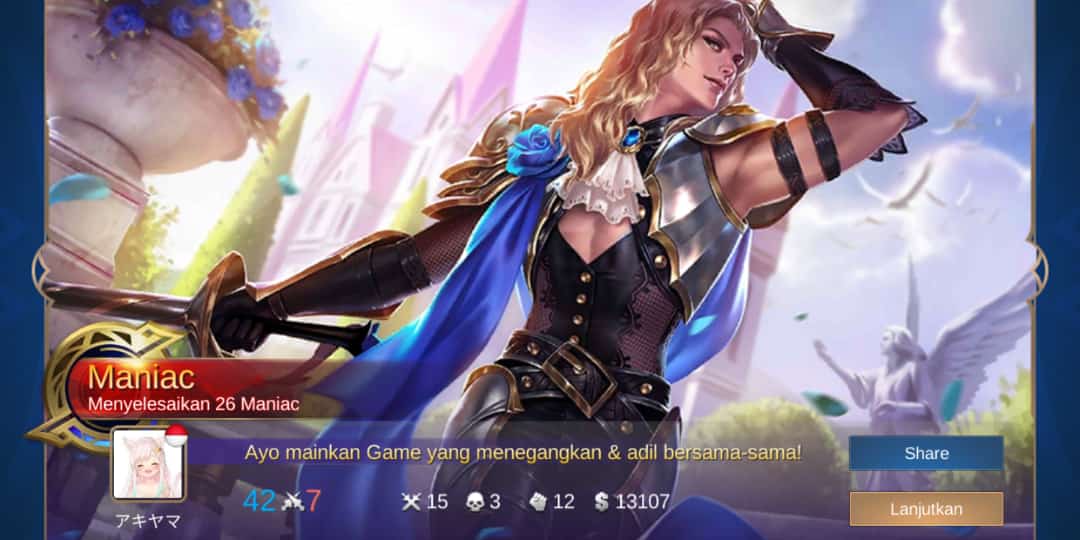 Maniac
Menyelesaikan 26 Maniac
Ayo mainkan Game yang menegangkan & adil bersama-sama!
Share
42 7 15 3 12 $ 13107
Lanjutkan
アキヤマ